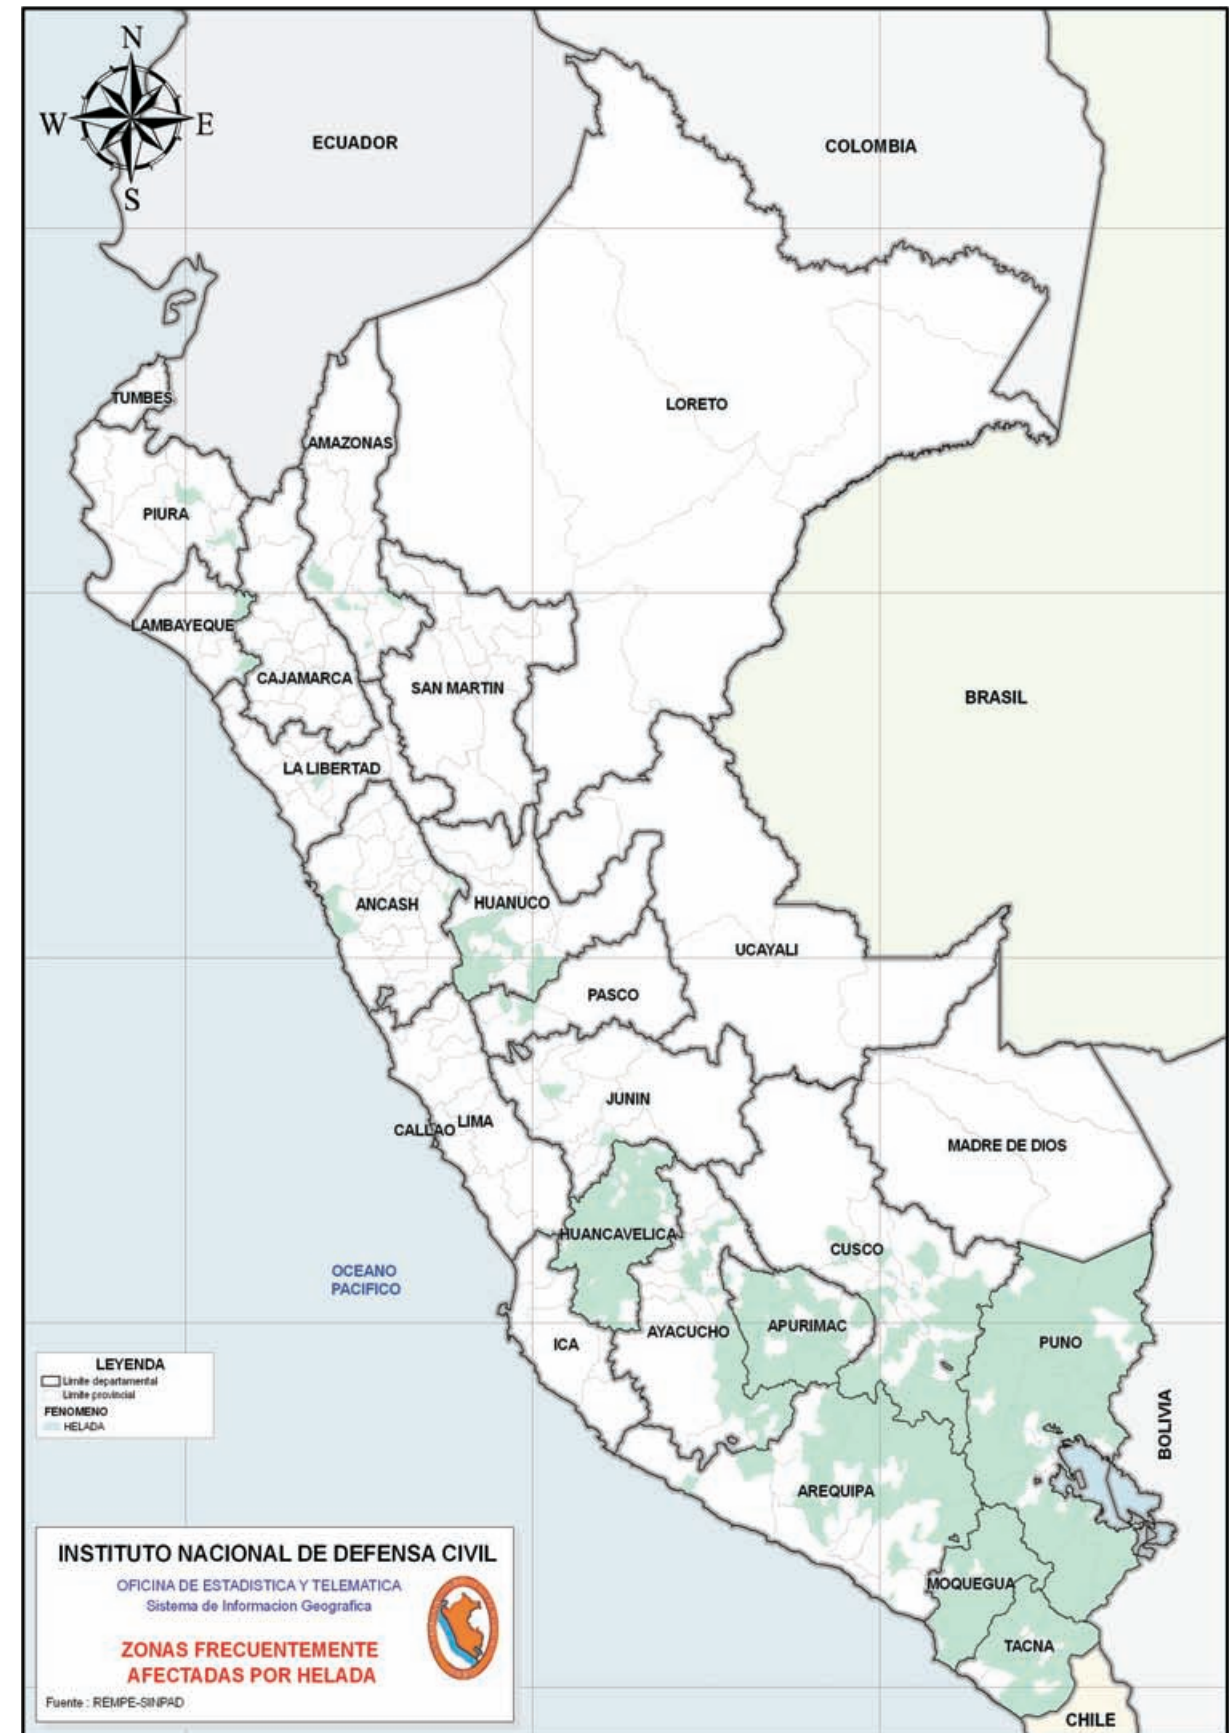 N
W
E
S
ECUADOR
COLOMBIA
TUMBES
LORETO
AMAZONAS
PIURA
LAMBAYEQUE
CAJAMARCA
SAN MARTIN
BRASIL
LA LIBERTAD
ANCASH
HUANUCO
UCAYALI
PASCO
JUNIN
CALLAO
LIMA
MADRE DE DIOS
HUANCAVELICA
CUSCO
OCEANO
PACIFICO
ICA
AYACUCHO
APURIMAC
PUNO
BOLIVIA
AREQUIPA
MOQUEGUA
TACNA
CHILE
LEYENDA
Limite departamental
Limite provincial
FENOMENO
HELADA
INSTITUTO NACIONAL DE DEFENSA CIVIL
OFICINA DE ESTADISTICA Y TELEMATICA
Sistema de Informacion Geografica
ZONAS FRECUENTEMENTE
AFECTADAS POR HELADA
Fuente : REMPE-SINPAD